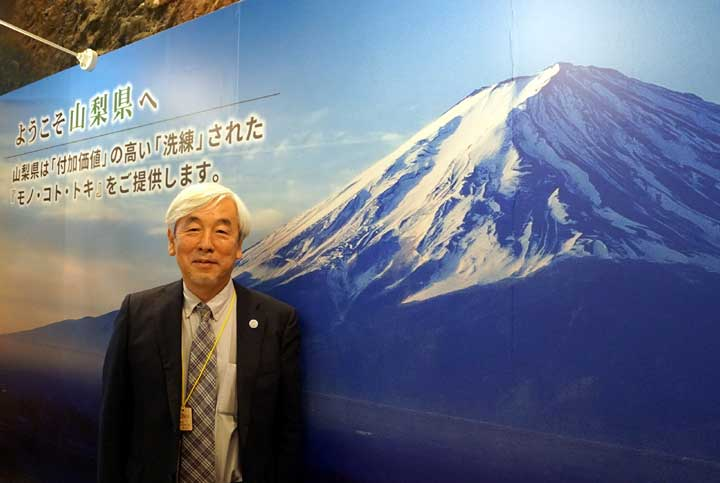 ようこそ山梨県へ
山梨県は「付加価値」の高い「洗練」された
『モノ・コト・トキ』をご提供します。